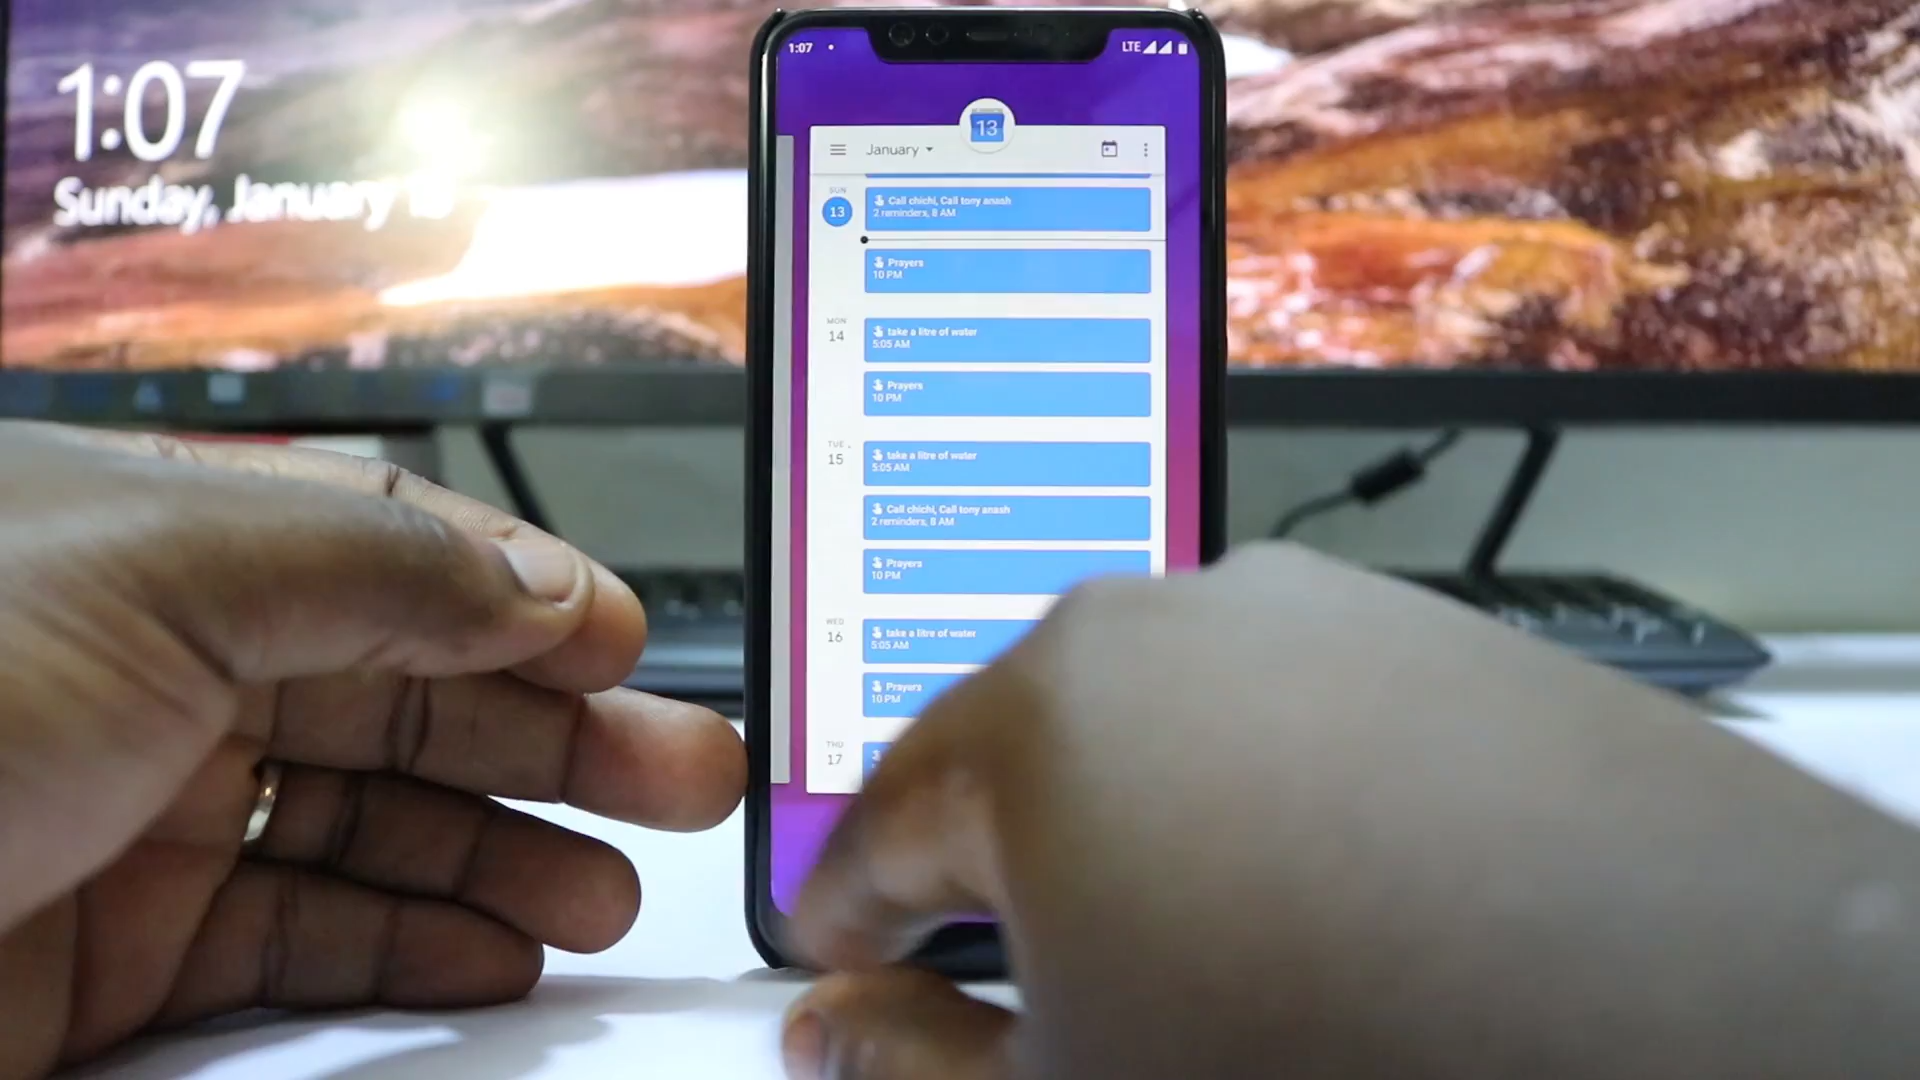 1:07
Sunday, January 13
1:07
LTE
13
January
SUN
13
Call chichi, Call tony anash
2 reminders, 8 AM
Prayers
10 PM
MON
14
take a litre of water
5:05 AM
Prayers
10 PM
TUE
15
take a litre of water
5:05 AM
Call chichi, Call tony anash
2 reminders, 8 AM
Prayers
10 PM
WED
16
take a litre of water
5:05 AM
Prayers
10 PM
THU
17